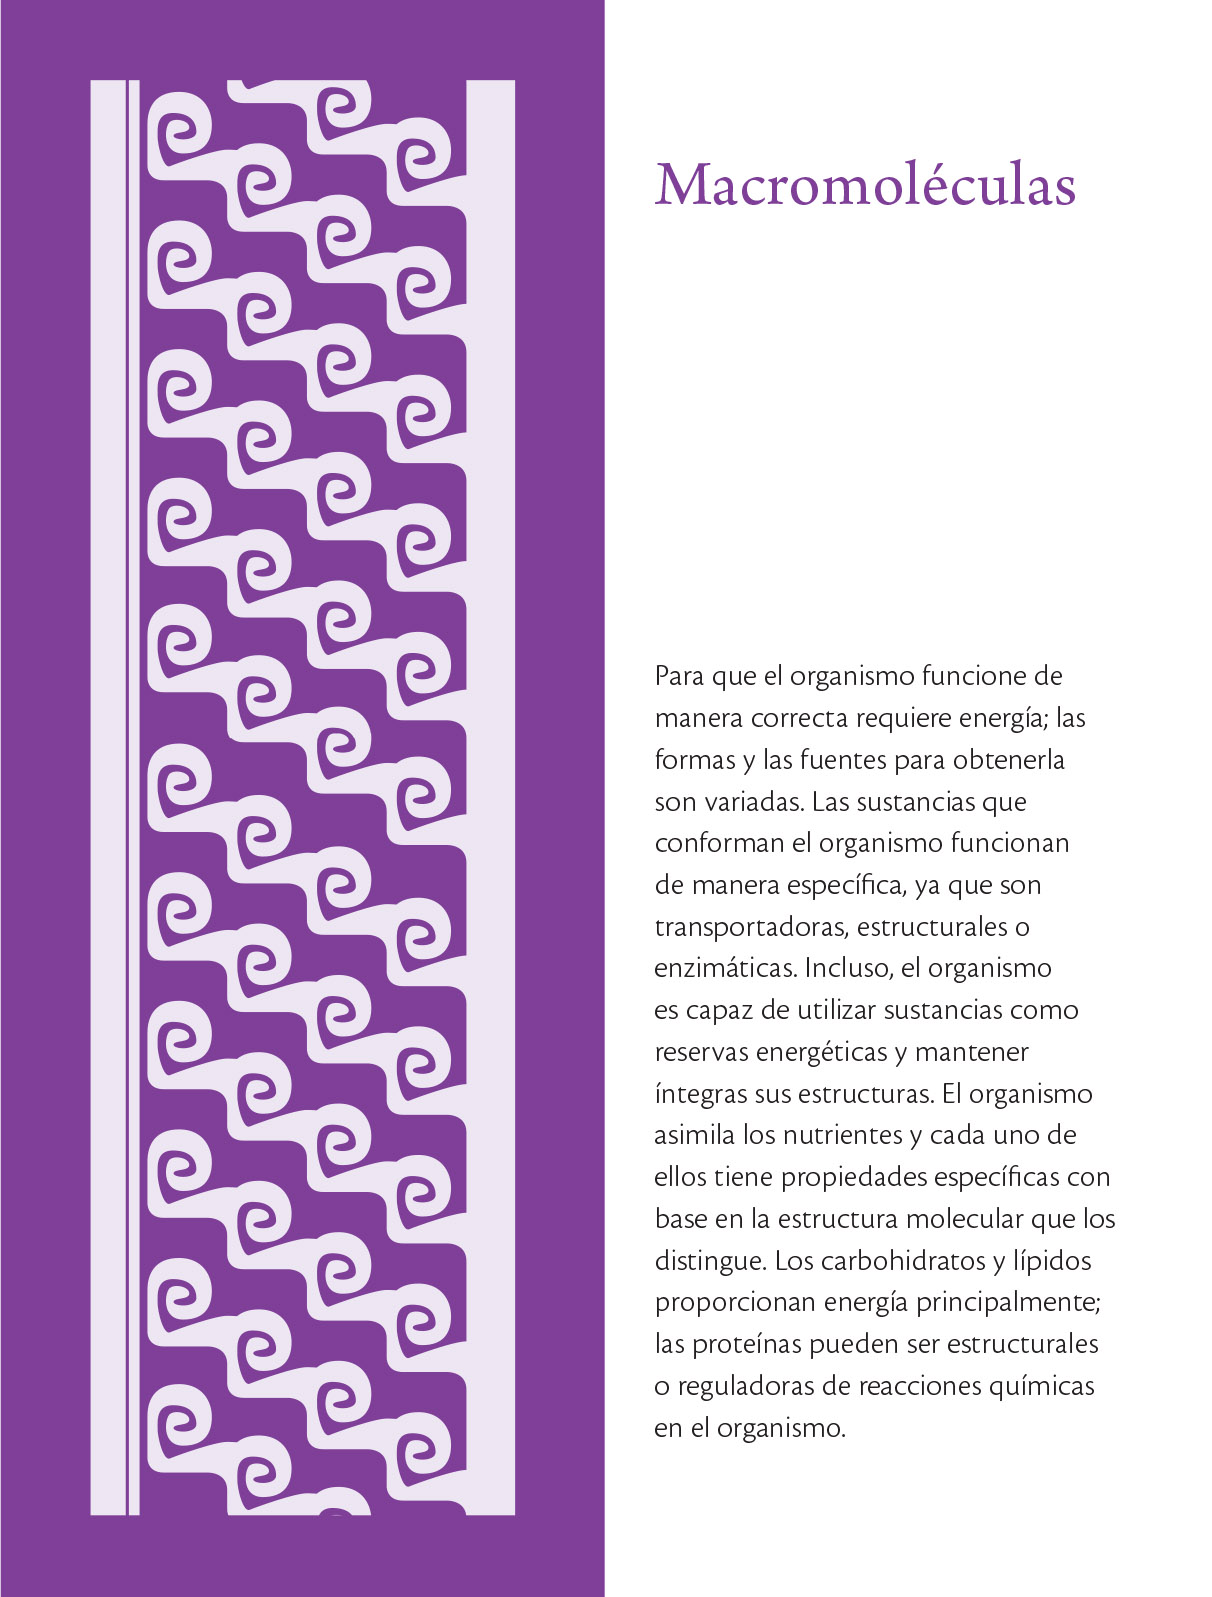 Macromoléculas
Para que el organismo funcione de
manera correcta requiere energía; las
formas y las fuentes para obtenerla
son variadas. Las sustancias que
conforman el organismo funcionan
de manera específica, ya que son
transportadoras, estructurales o
enzimáticas. Incluso, el organismo
es capaz de utilizar sustancias como
reservas energéticas y mantener
íntegras sus estructuras. El organismo
asimila los nutrientes y cada uno de
ellos tiene propiedades específicas con
base en la estructura molecular que los
distingue. Los carbohidratos y lípidos
proporcionan energía principalmente;
las proteínas pueden ser estructurales
o reguladoras de reacciones químicas
en el organismo.